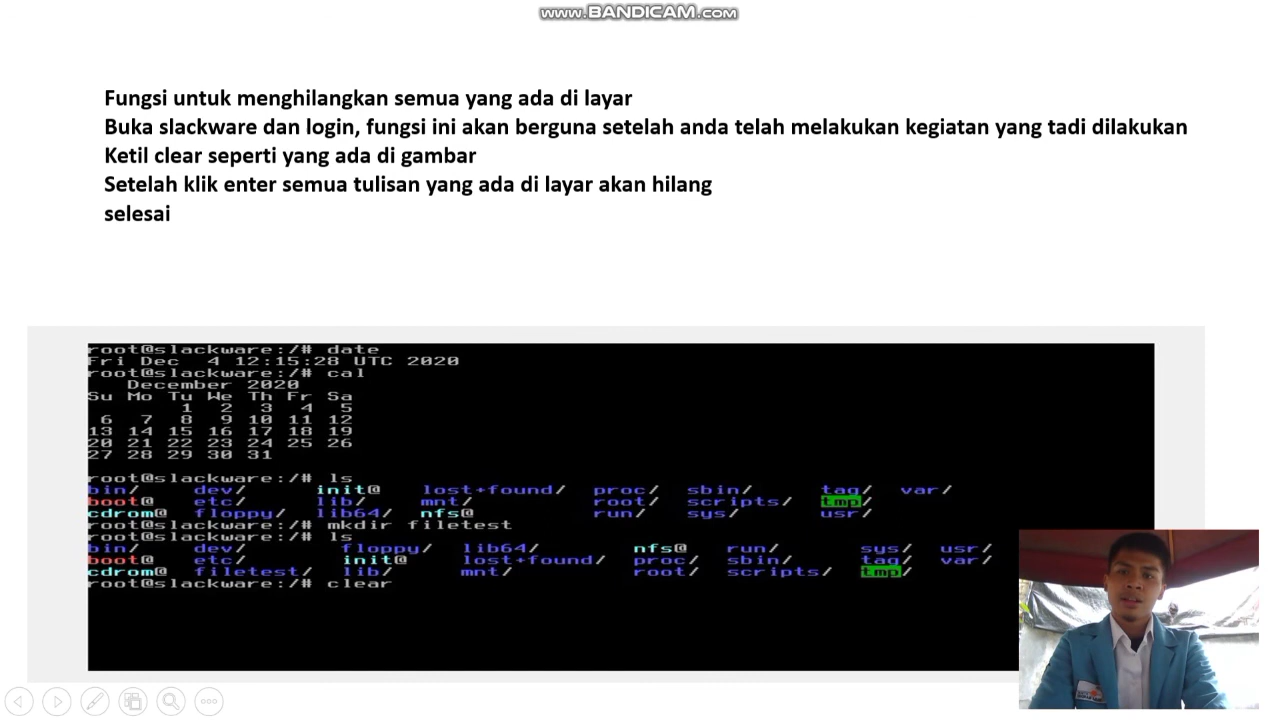 www.BANDICAM.com
Fungsi untuk menghilangkan semua yang ada di layar
Buka slackware dan login, fungsi ini akan berguna setelah anda telah melakukan kegiatan yang tadi dilakukan
Ketil clear seperti yang ada di gambar
Setelah klik enter semua tulisan yang ada di layar akan hilang
selesai
root@slackware:/# date
Fri Dec  4 12:15:28 UTC 2020
root@slackware:/# cal
   December 2020
Su Mo Tu We Th Fr Sa
       1  2  3  4  5
 6  7  8  9 10 11 12
13 14 15 16 17 18 19
20 21 22 23 24 25 26
27 28 29 30 31
root@slackware:/# ls
bin/    dev/     init@   lost+found/  proc/  sbin/     tag/  var/
boot@   etc/     lib/    mnt/         root/  scripts/  tmp/
cdrom@  floppy/  lib64/  nfs@         run/   sys/      usr/
root@slackware:/# mkdir filetest
root@slackware:/# ls
bin/    dev/       floppy/  lib64/       nfs@   run/      sys/  usr/
boot@   etc/       init@    lost+found/  proc/  sbin/     tag/  var/
cdrom@  filetest/  lib/     mnt/         root/  scripts/  tmp/
root@slackware:/# clear